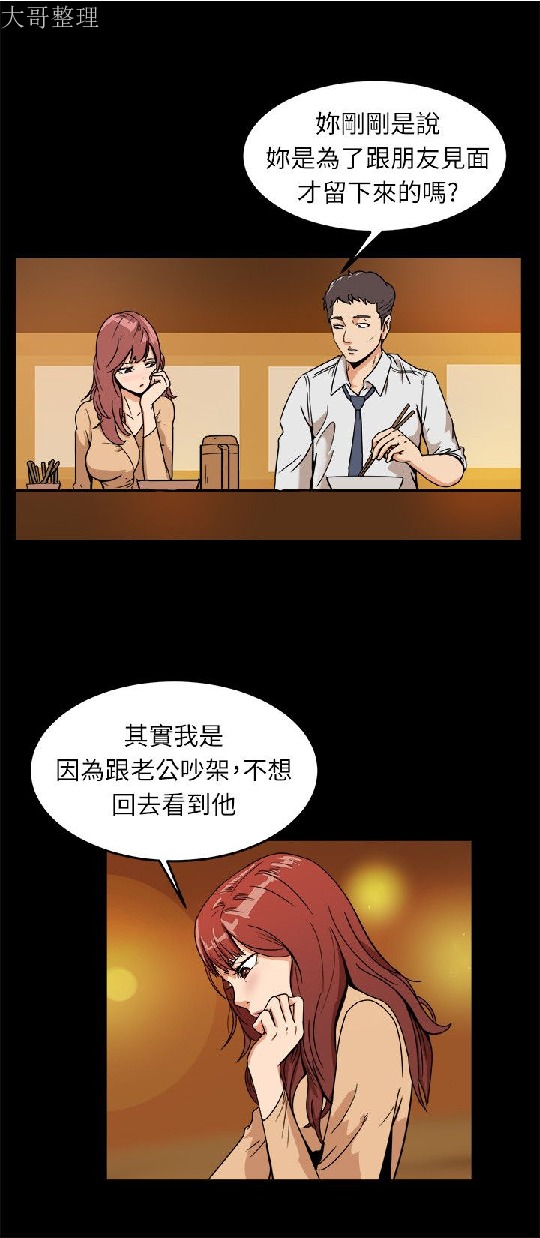 大哥整理
妳剛剛是說
妳是為了跟朋友見面
才留下來的嗎?
其實我是
因為跟老公吵架,不想
回去看到他